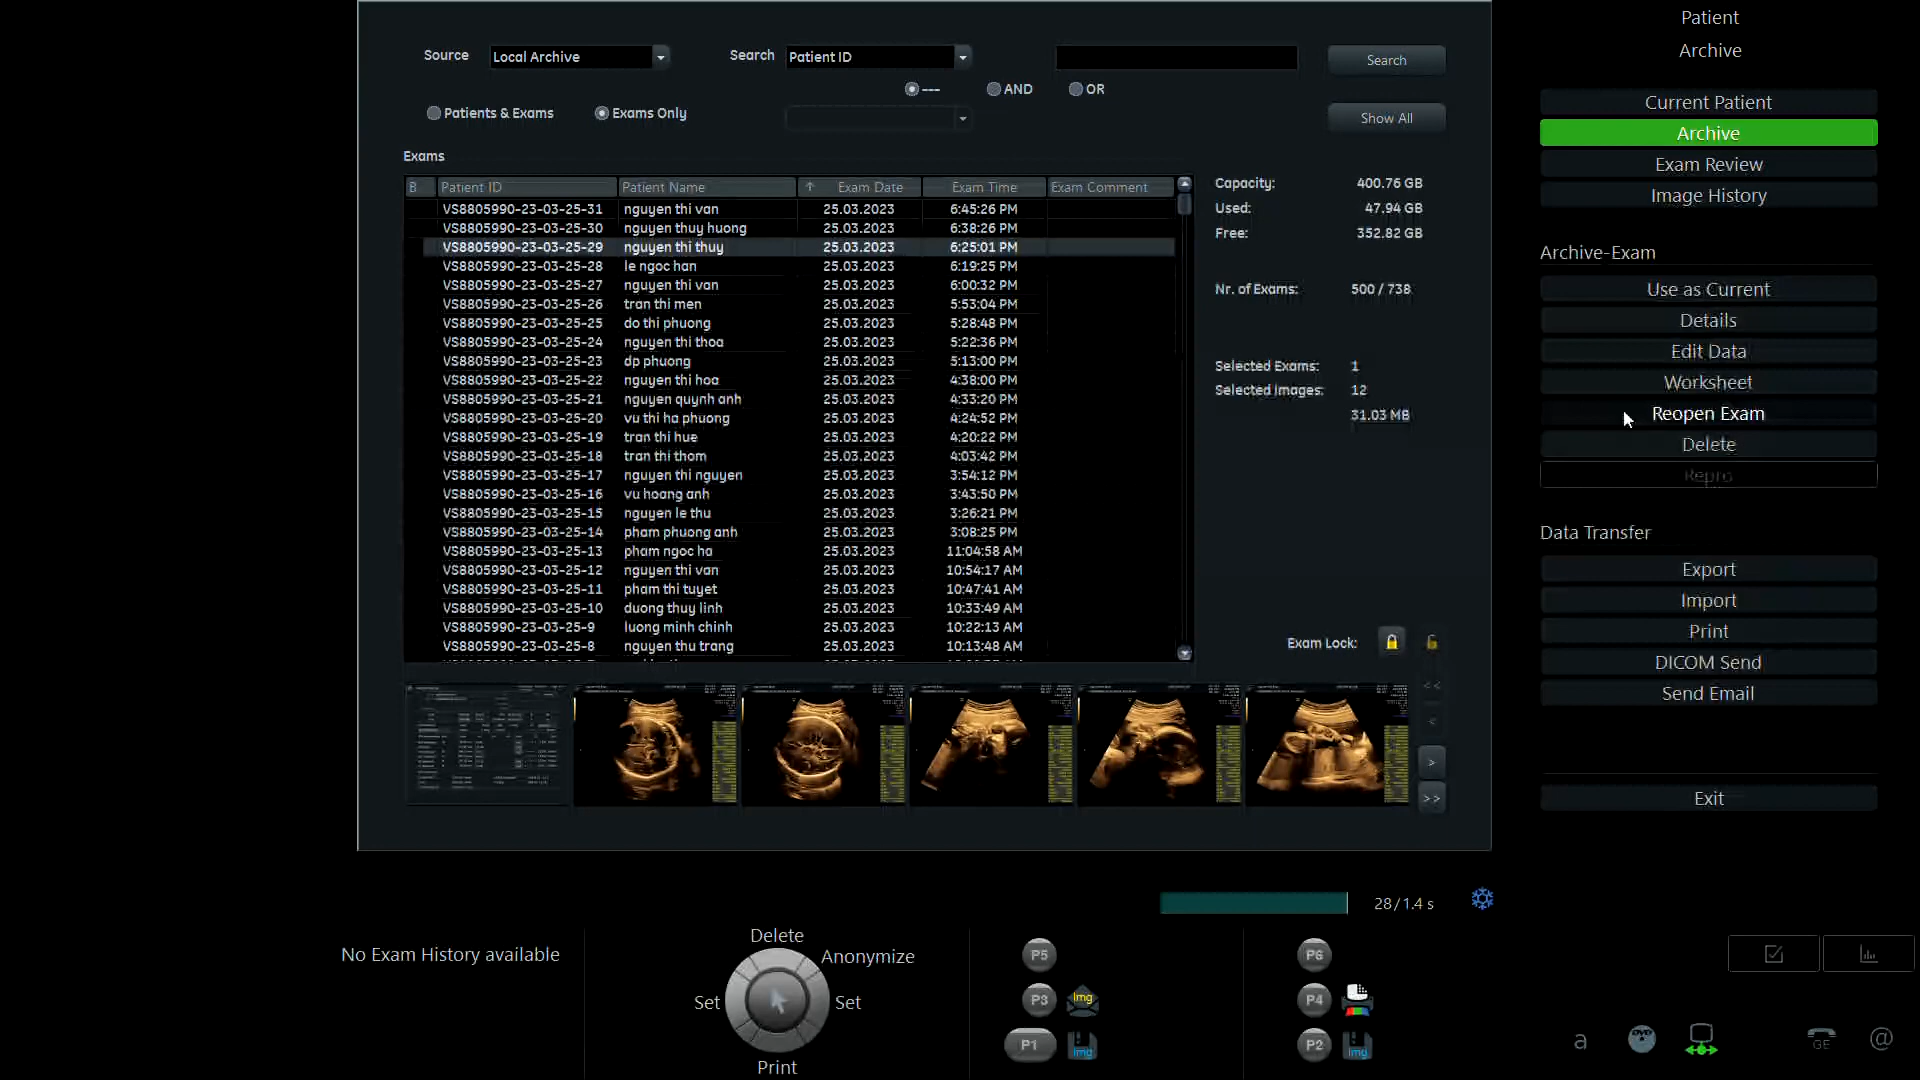 Patient
Archive
Source Local Archive Search Patient ID Search
--- AND OR
Patients & Exams Exams Only Show All
Exams
B Patient ID Patient Name ↑ Exam Date Exam Time Exam Comment
VS8805990-23-03-25-31 nguyen thi van 25.03.2023 6:45:26 PM
VS8805990-23-03-25-30 nguyen thuy huong 25.03.2023 6:38:26 PM
VS8805990-23-03-25-29 nguyen thi thuy 25.03.2023 6:25:01 PM
VS8805990-23-03-25-28 le ngoc han 25.03.2023 6:19:25 PM
VS8805990-23-03-25-27 nguyen thi van 25.03.2023 6:00:32 PM
VS8805990-23-03-25-26 tran thi men 25.03.2023 5:53:04 PM
VS8805990-23-03-25-25 do thi phuong 25.03.2023 5:28:48 PM
VS8805990-23-03-25-24 nguyen thi thoa 25.03.2023 5:22:36 PM
VS8805990-23-03-25-23 dp phuong 25.03.2023 5:13:00 PM
VS8805990-23-03-25-22 nguyen thi hoa 25.03.2023 4:38:00 PM
VS8805990-23-03-25-21 nguyen quynh anh 25.03.2023 4:33:20 PM
VS8805990-23-03-25-20 vu thi ha phuong 25.03.2023 4:24:52 PM
VS8805990-23-03-25-19 tran thi hue 25.03.2023 4:20:22 PM
VS8805990-23-03-25-18 tran thi thom 25.03.2023 4:03:42 PM
VS8805990-23-03-25-17 nguyen thi nguyen 25.03.2023 3:54:12 PM
VS8805990-23-03-25-16 vu hoang anh 25.03.2023 3:43:50 PM
VS8805990-23-03-25-15 nguyen le thu 25.03.2023 3:26:21 PM
VS8805990-23-03-25-14 pham phuong anh 25.03.2023 3:08:25 PM
VS8805990-23-03-25-13 pham ngoc ha 25.03.2023 11:04:58 AM
VS8805990-23-03-25-12 nguyen thi van 25.03.2023 10:54:17 AM
VS8805990-23-03-25-11 pham thi tuyet 25.03.2023 10:47:41 AM
VS8805990-23-03-25-10 duong thuy linh 25.03.2023 10:33:49 AM
VS8805990-23-03-25-9 luong minh chinh 25.03.2023 10:22:13 AM
VS8805990-23-03-25-8 nguyen thu trang 25.03.2023 10:13:48 AM
Capacity: 400.76 GB
Used: 47.94 GB
Free: 352.82 GB
Nr. of Exams: 500 / 738
Selected Exams: 1
Selected Images: 12
31.03 MB
Exam Lock:
<<
<
>
>>
Current Patient
Archive
Exam Review
Image History
Archive-Exam
Use as Current
Details
Edit Data
Worksheet
Reopen Exam
Delete
Repro
Data Transfer
Export
Import
Print
DICOM Send
Send Email
Exit
28/1.4 s
No Exam History available
Delete
Anonymize
Set Set
Print
P5
P3 Img
P1 Img
P6
P4
P2 Img
a DVD GE @